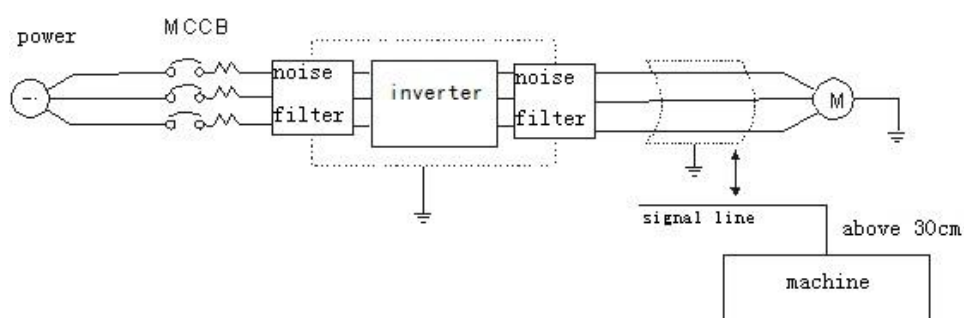 power
MCCB
noise
filter
inverter
noise
filter
M
signal line
above 30cm
machine